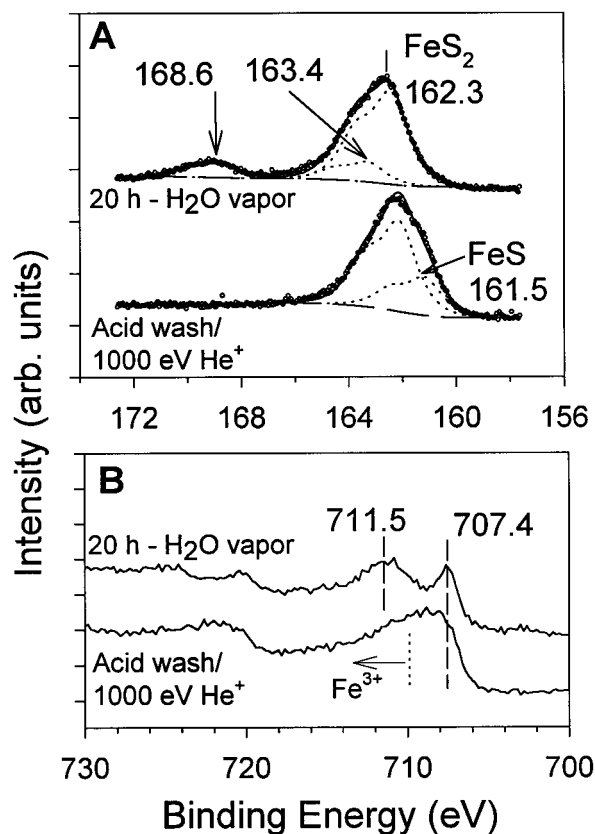 A
FeS2
168.6
163.4
162.3
20 h - H2O vapor
FeS
161.5
Acid wash/
1000 eV He+
172 168 164 160 156
Intensity (arb. units)
B
711.5 707.4
20 h - H2O vapor
Acid wash/
1000 eV He+
Fe3+
730 720 710 700
Binding Energy (eV)